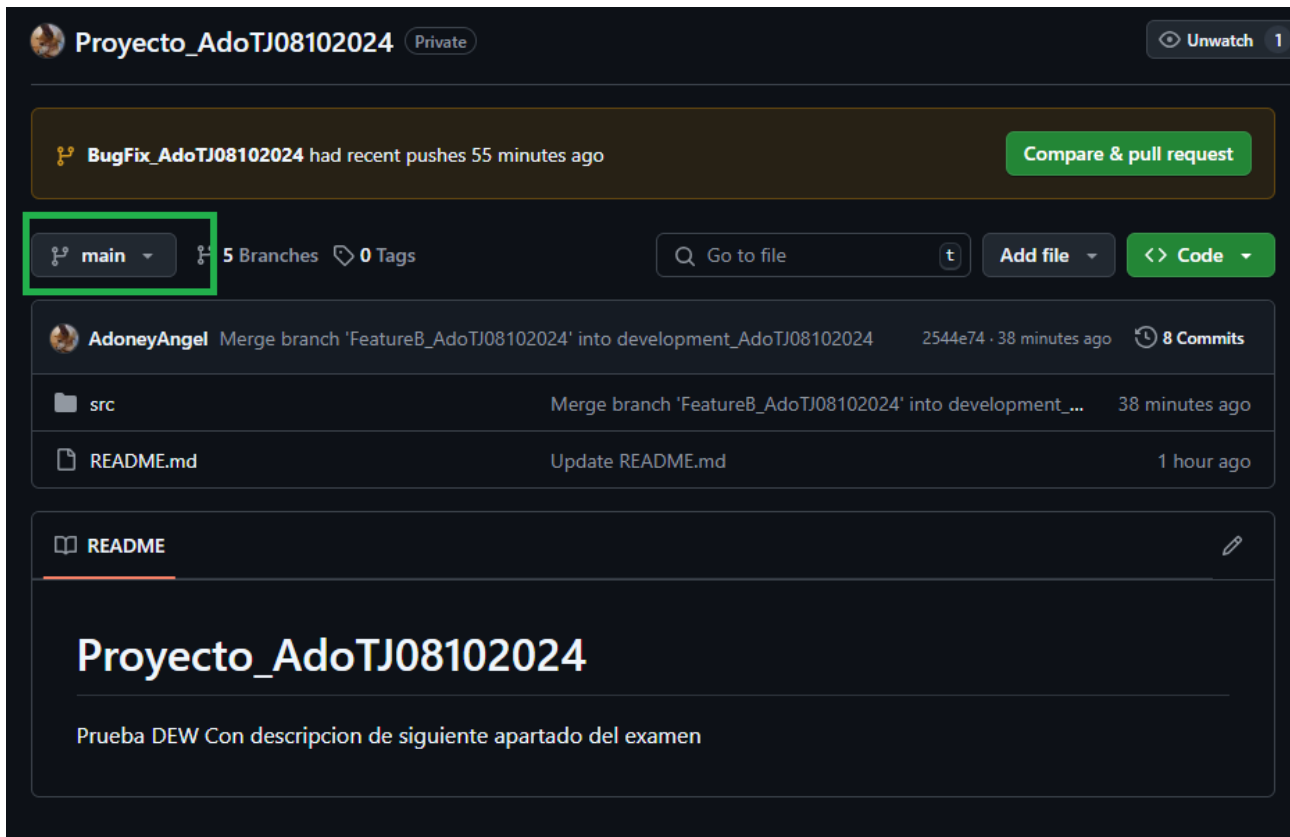 Proyecto_AdoTJ08102024 Private Unwatch 1
BugFix_AdoTJ08102024 had recent pushes 55 minutes ago Compare & pull request
main 5 Branches 0 Tags Go to file t Add file <> Code
AdoneyAngel Merge branch 'FeatureB_AdoTJ08102024' into development_AdoTJ08102024 2544e74 · 38 minutes ago 8 Commits
src Merge branch 'FeatureB_AdoTJ08102024' into development_... 38 minutes ago
README.md Update README.md 1 hour ago
README
Proyecto_AdoTJ08102024
Prueba DEW Con descripcion de siguiente apartado del examen